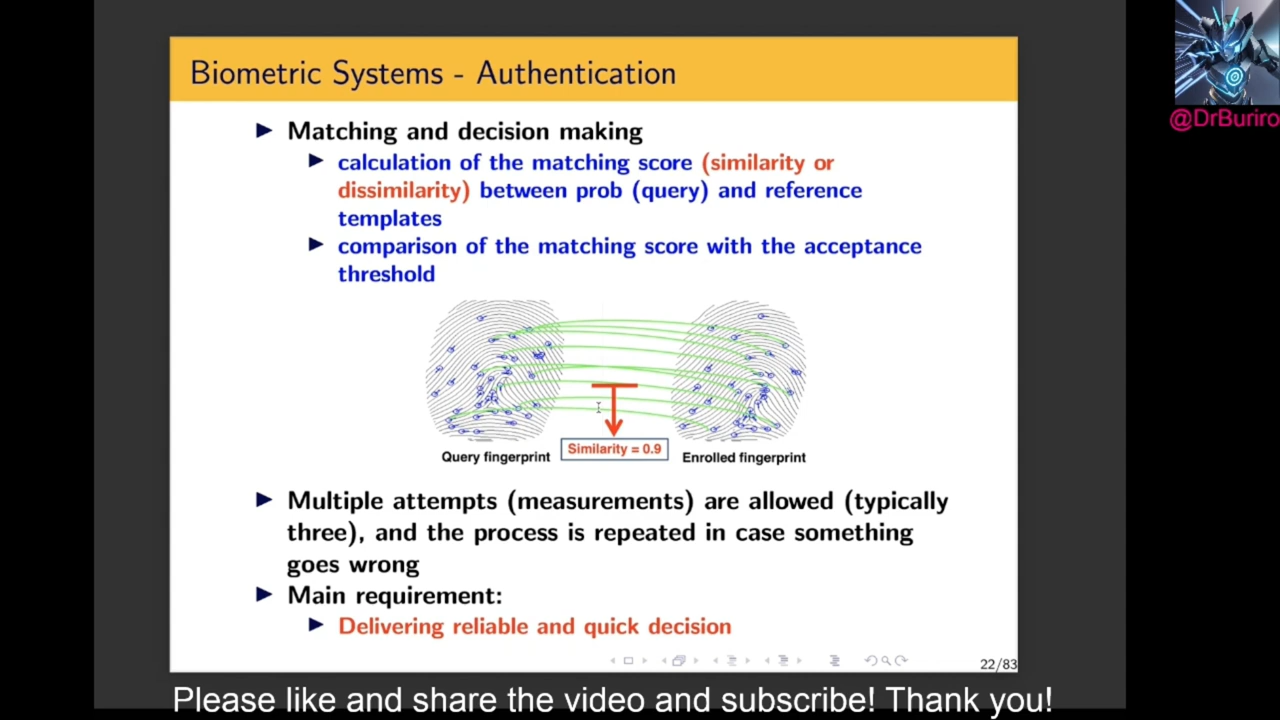 Biometric Systems - Authentication
@DrBuriro
Matching and decision making
calculation of the matching score (similarity or
dissimilarity) between prob (query) and reference
templates
comparison of the matching score with the acceptance
threshold
Similarity = 0.9
Query fingerprint
Enrolled fingerprint
Multiple attempts (measurements) are allowed (typically
three), and the process is repeated in case something
goes wrong
Main requirement:
Delivering reliable and quick decision
22/83
Please like and share the video and subscribe! Thank you!